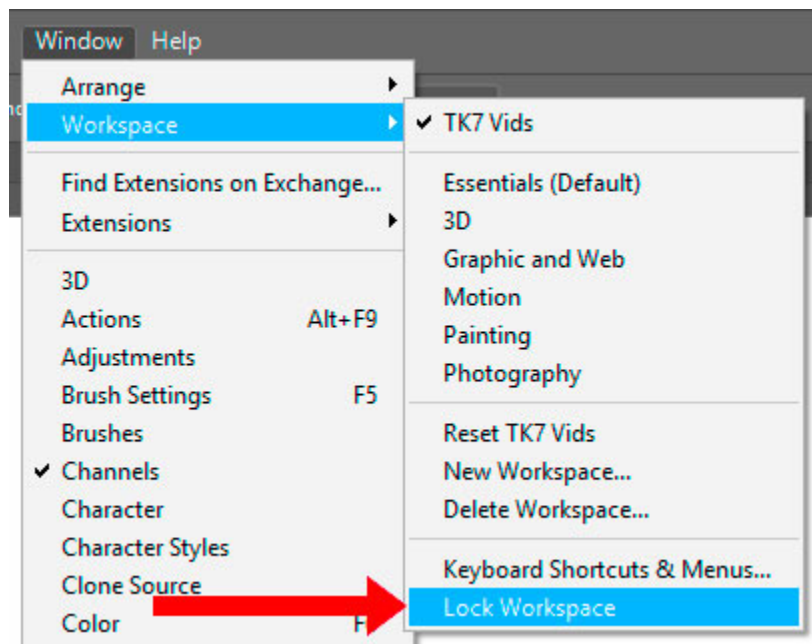 Window Help
Arrange
Workspace
Find Extensions on Exchange...
Extensions
3D
Actions Alt+F9
Adjustments
Brush Settings F5
Brushes
✔ Channels
Character
Character Styles
Clone Source
Color
✔ TK7 Vids
Essentials (Default)
3D
Graphic and Web
Motion
Painting
Photography
Reset TK7 Vids
New Workspace...
Delete Workspace...
Keyboard Shortcuts & Menus...
Lock Workspace